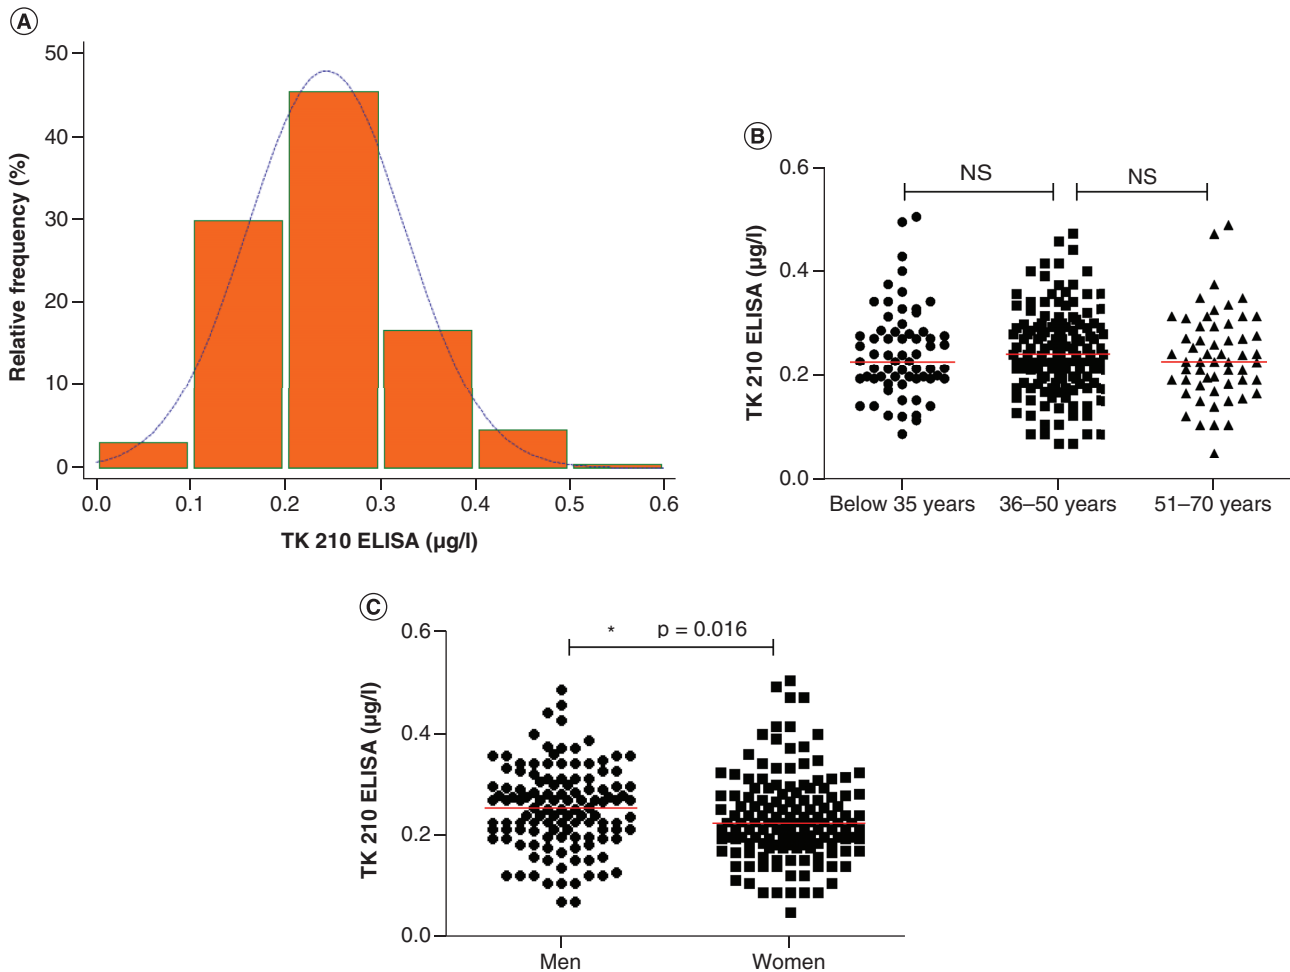 A
50
40
30
20
10
0
Relative frequency (%)
0.0 0.1 0.2 0.3 0.4 0.5 0.6
TK 210 ELISA (µg/l)
B
0.6
0.4
0.2
0.0
TK 210 ELISA (µg/l)
NS NS
Below 35 years 36–50 years 51–70 years
C
0.6
0.4
0.2
0.0
TK 210 ELISA (µg/l)
* p = 0.016
Men Women